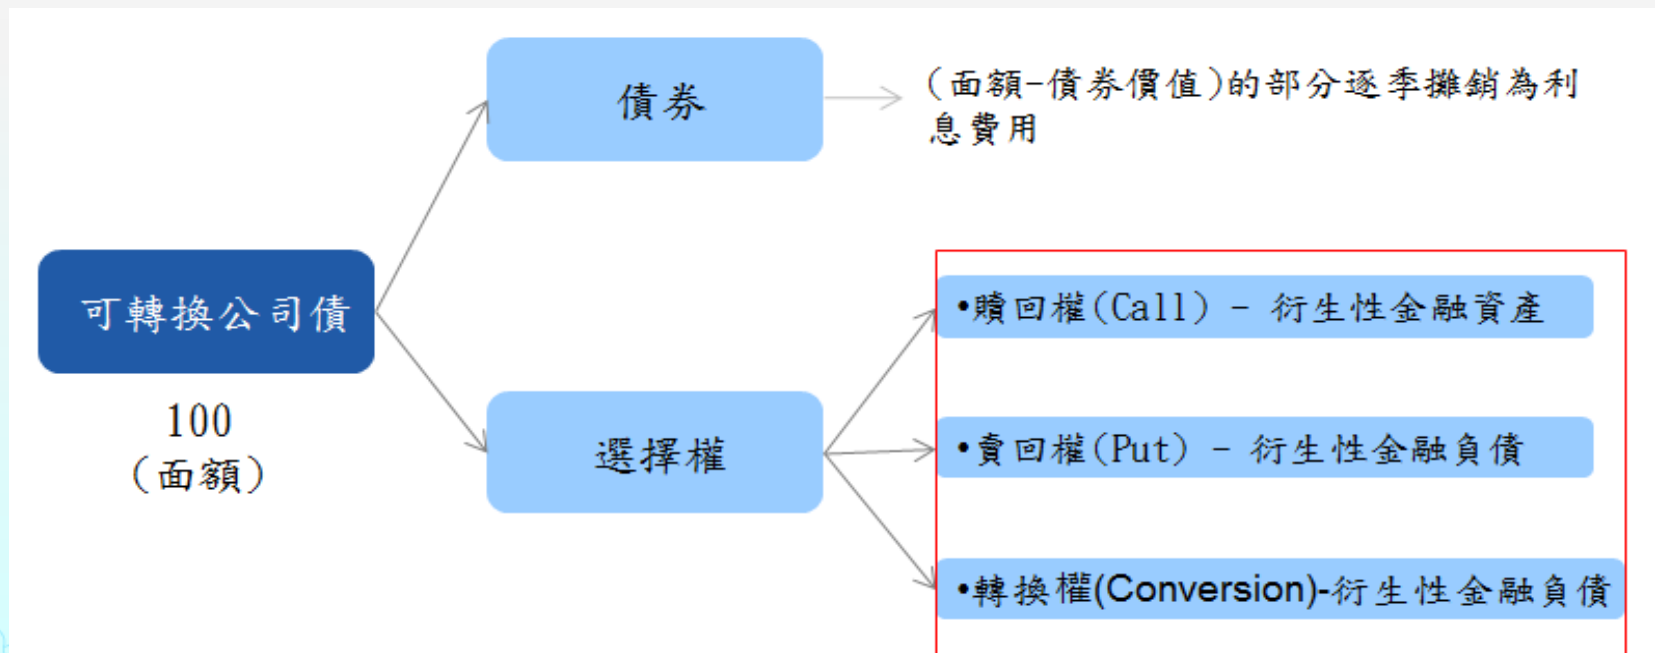 債券
(面額-債券價值)的部分逐季攤銷為利
息費用
可轉換公司債
100
(面額)
選擇權
•贖回權(Call) - 衍生性金融資產
•賣回權(Put) - 衍生性金融負債
•轉換權(Conversion)-衍生性金融負債